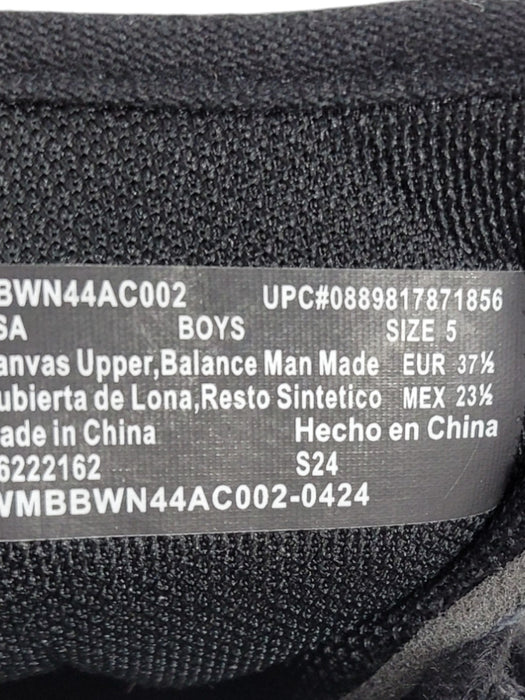 BWN44AC002 UPC#0889817871856
SA BOYS SIZE 5
anvas Upper,Balance Man Made EUR 37½
ubierta de Lona,Resto Sintetico MEX 23½
ade in China Hecho en China
6222162 S24
WMBBWN44AC002-0424